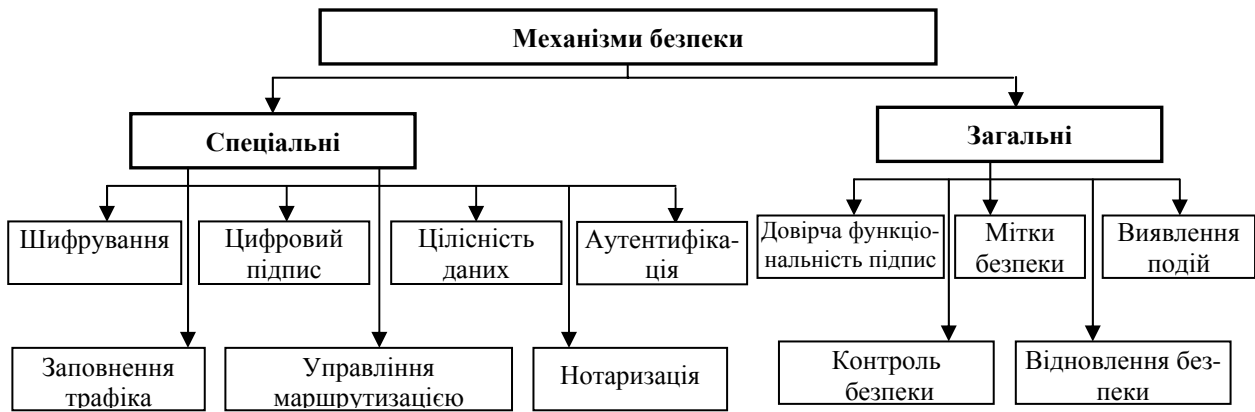 Механізми безпеки
Спеціальні
Загальні
Шифрування
Цифровий
підпис
Цілісність
даних
Аутентифіка-
ція
Довірча функціо-
нальність підпис
Мітки
безпеки
Виявлення
подій
Заповнення
трафіка
Управління
маршрутизацією
Нотаризація
Контроль
безпеки
Відновлення без-
пеки